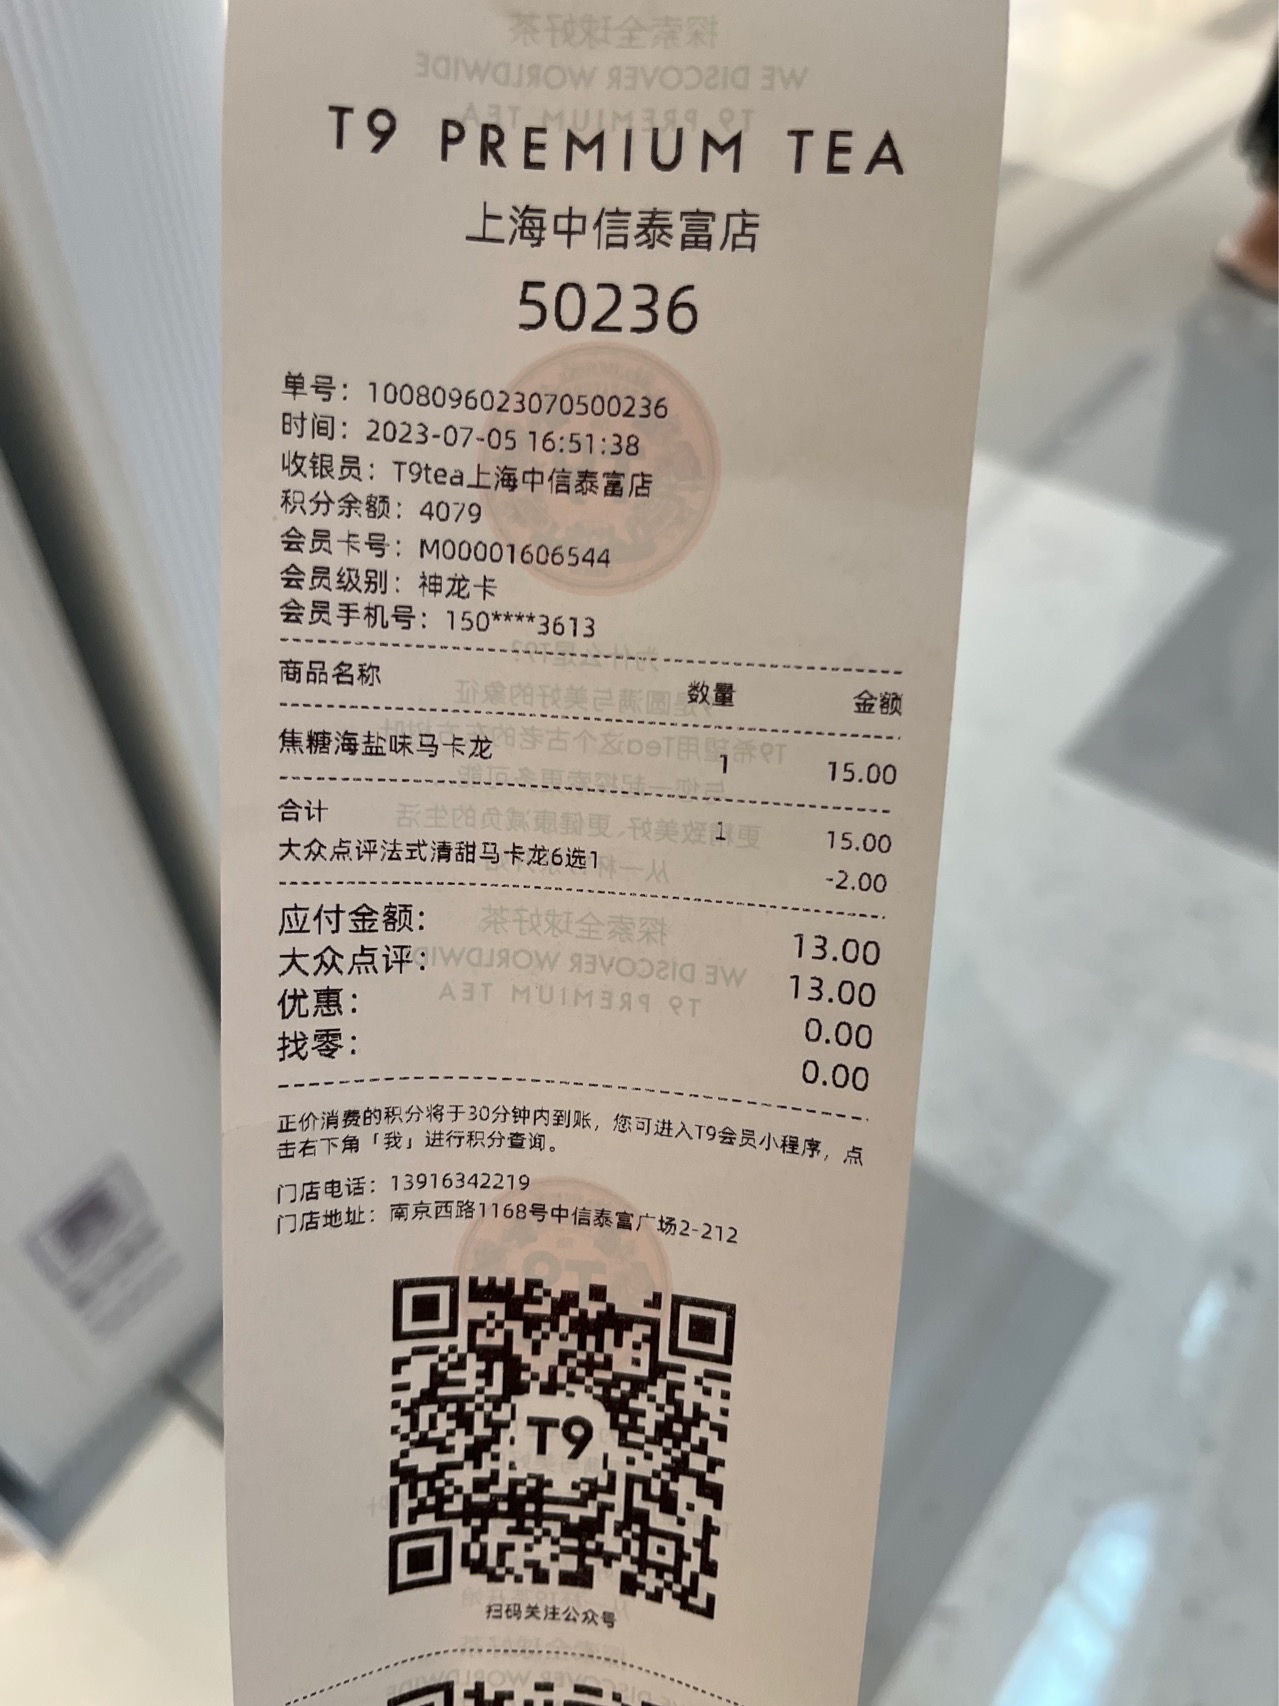 T9 PREMIUM TEA
上海中信泰富店
50236
单号：1008096023070500236
时间：2023-07-05 16:51:38
收银员：T9tea上海中信泰富店
积分余额：4079
会员卡号：M00001606544
会员级别：神龙卡
会员手机号：150****3613
商品名称 数量 金额
焦糖海盐味马卡龙 1 15.00
合计 1 15.00
大众点评法式清甜马卡龙6选1 -2.00
应付金额: 13.00
大众点评: 13.00
优惠: 0.00
找零: 0.00
正价消费的积分将于30分钟内到账，您可进入T9会员小程序，点
击右下角「我」进行积分查询。
门店电话：13916342219
门店地址：南京西路1168号中信泰富广场2-212
T9
扫码关注公众号